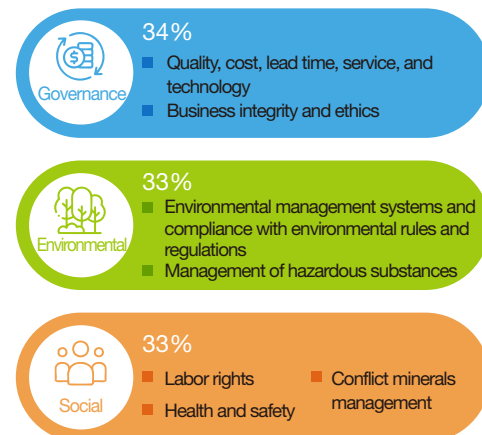 34%
Governance
Quality, cost, lead time, service, and
technology
Business integrity and ethics
33%
Environmental
Environmental management systems and
compliance with environmental rules and
regulations
Management of hazardous substances
33%
Social
Labor rights
Health and safety
Conflict minerals
management